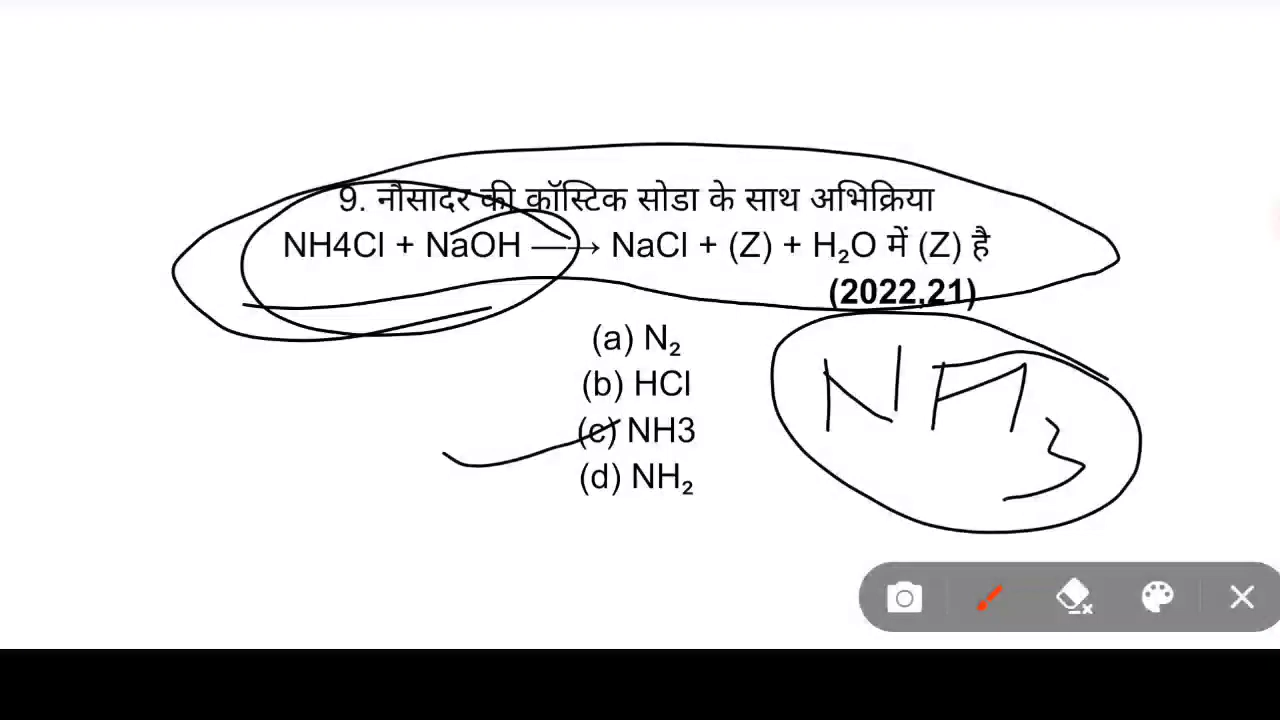 9. नौसादर की कॉस्टिक सोडा के साथ अभिक्रिया
NH4Cl + NaOH —→ NaCl + (Z) + H₂O में (Z) है
(2022,21)
(a) N₂
(b) HCl
(c) NH3
(d) NH₂
NH3